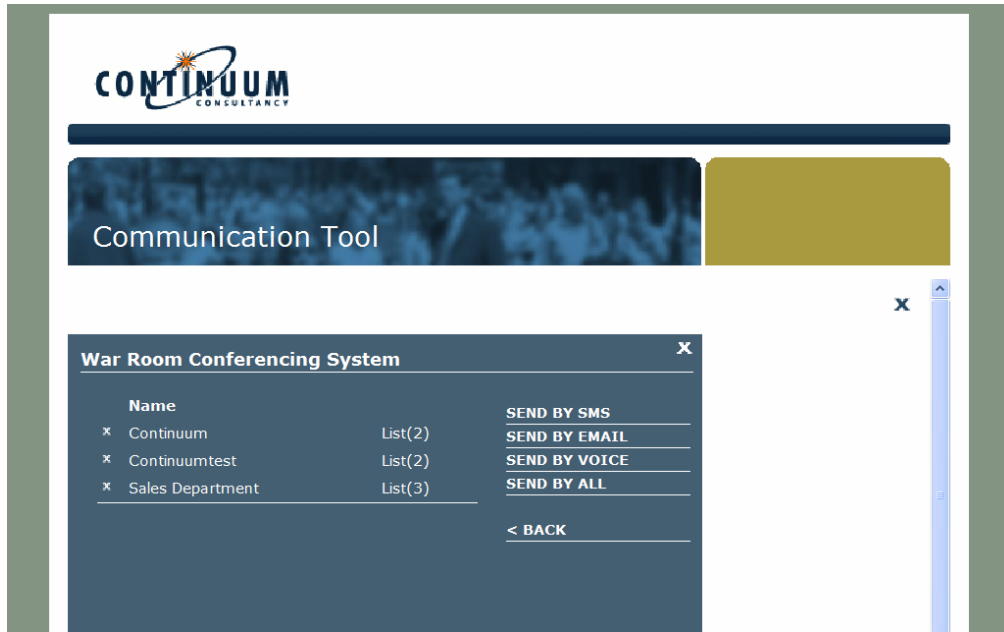 CONTINUUM
CONSULTANCY
Communication Tool
X
War Room Conferencing System X
Name
x Continuum List(2)
x Continuumtest List(2)
x Sales Department List(3)
SEND BY SMS
SEND BY EMAIL
SEND BY VOICE
SEND BY ALL
< BACK